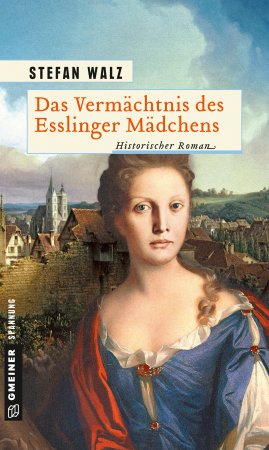 STEFAN WALZ
Das Vermächtnis des
Esslinger Mädchens
Historischer Roman
GMEINER SPANNUNG